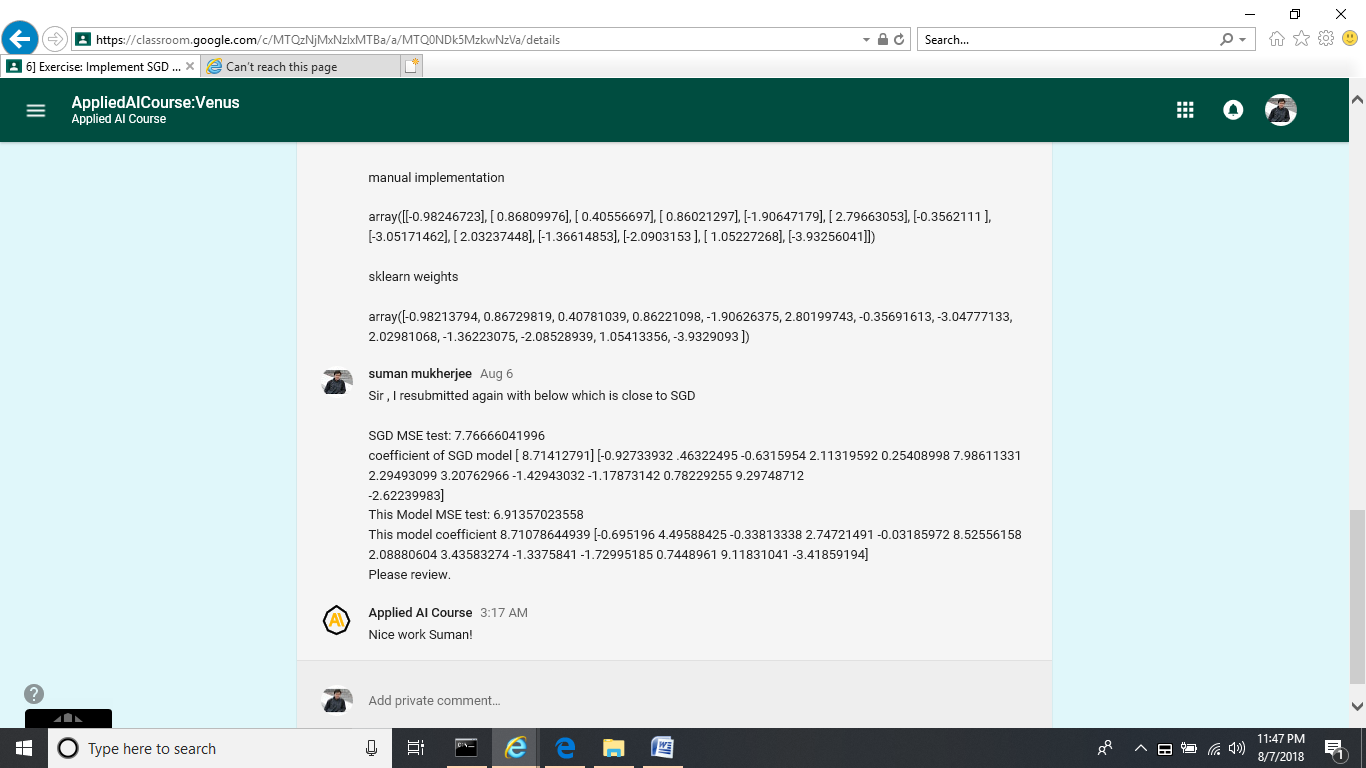 https://classroom.google.com/c/MTQzNjMxNzIxMTBa/a/MTQ0NDk5MzkwNzVa/details
Search...
6] Exercise: Implement SGD ...
Can't reach this page
AppliedAICourse:Venus
Applied AI Course
manual implementation
array([[-0.98246723], [ 0.86809976], [ 0.40556697], [ 0.86021297], [-1.90647179], [ 2.79663053], [-0.3562111 ],
[-3.05171462], [ 2.03237448], [-1.36614853], [-2.0903153 ], [ 1.05227268], [-3.93256041]])
sklearn weights
array([-0.98213794, 0.86729819, 0.40781039, 0.86221098, -1.90626375, 2.80199743, -0.35691613, -3.04777133,
2.02981068, -1.36223075, -2.08528939, 1.05413356, -3.9329093 ])
suman mukherjee Aug 6
Sir , I resubmitted again with below which is close to SGD
SGD MSE test: 7.76666041996
coefficient of SGD model [ 8.71412791] [-0.92733932 .46322495 -0.6315954 2.11319592 0.25408998 7.98611331
2.29493099 3.20762966 -1.42943032 -1.17873142 0.78229255 9.29748712
-2.62239983]
This Model MSE test: 6.91357023558
This model coefficient 8.71078644939 [-0.695196 4.49588425 -0.33813338 2.74721491 -0.03185972 8.52556158
2.08880604 3.43583274 -1.3375841 -1.72995185 0.7448961 9.11831041 -3.41859194]
Please review.
Applied AI Course 3:17 AM
Nice work Suman!
Add private comment...
Type here to search
11:47 PM
8/7/2018
1